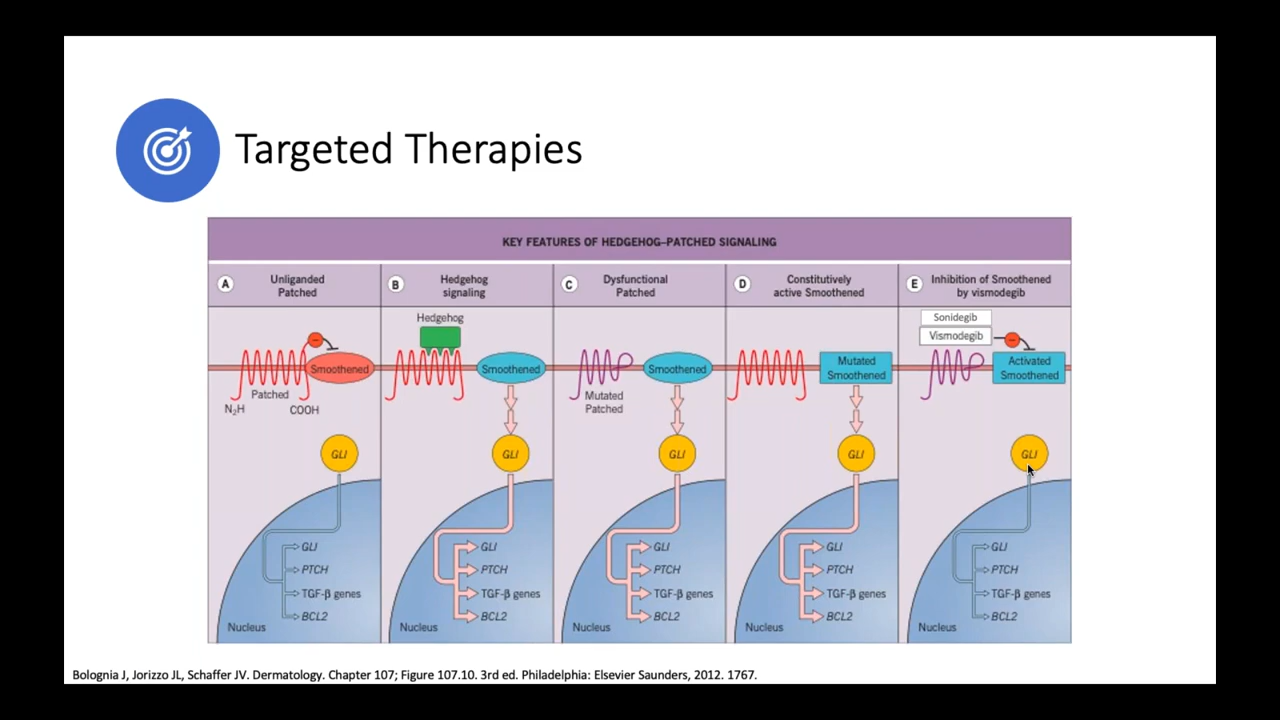 Targeted Therapies
KEY FEATURES OF HEDGEHOG–PATCHED SIGNALING
A
Unliganded
Patched
B
Hedgehog
signaling
C
Dysfunctional
Patched
D
Constitutively
active Smoothened
E
Inhibition of Smoothened
by vismodegib
Smoothened
Patched
N₂H
COOH
GLI
GLI
PTCH
TGF-β genes
BCL2
Nucleus
Hedgehog
Smoothened
GLI
GLI
PTCH
TGF-β genes
BCL2
Nucleus
Smoothened
Mutated
Patched
GLI
GLI
PTCH
TGF-β genes
BCL2
Nucleus
Mutated
Smoothened
GLI
GLI
PTCH
TGF-β genes
BCL2
Nucleus
Sonidegib
Vismodegib
Activated
Smoothened
GLI
GLI
PTCH
TGF-β genes
BCL2
Nucleus
Bolognia J, Jorizzo JL, Schaffer JV. Dermatology. Chapter 107; Figure 107.10. 3rd ed. Philadelphia: Elsevier Saunders, 2012. 1767.